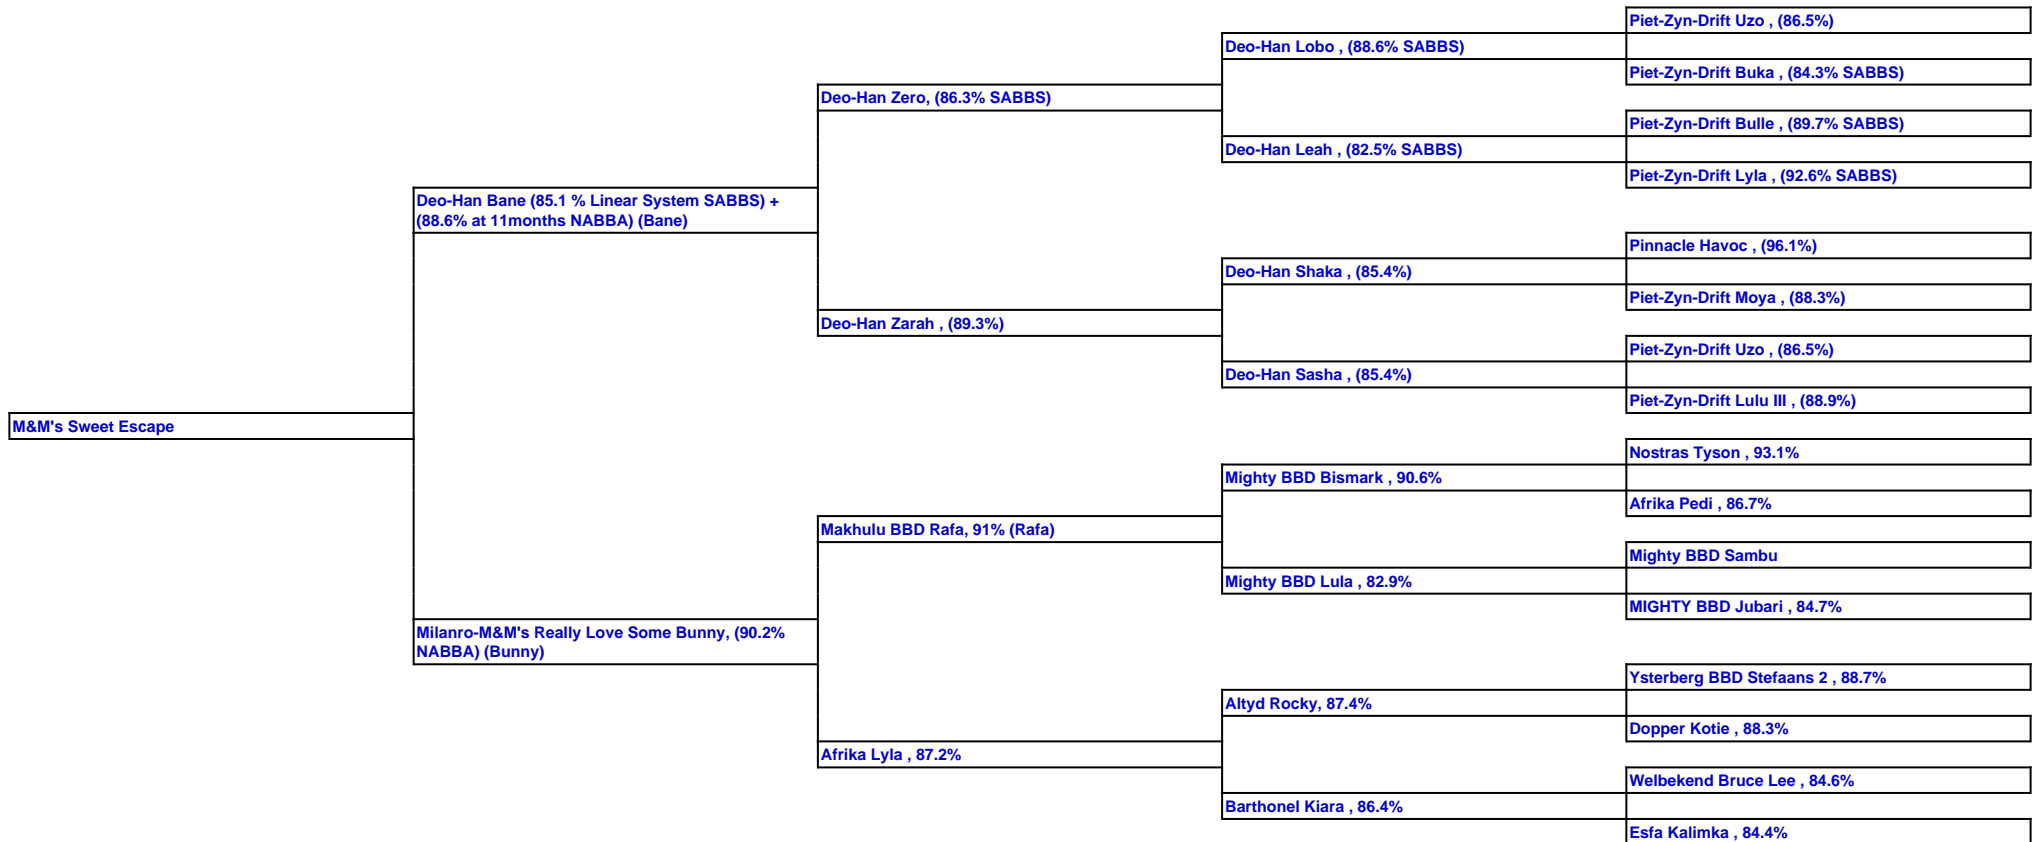 Piet-Zyn-Drift Uzo , (86.5%)
Deo-Han Lobo , (88.6% SABBS)
Piet-Zyn-Drift Buka , (84.3% SABBS)
Deo-Han Zero, (86.3% SABBS)
Piet-Zyn-Drift Bulle , (89.7% SABBS)
Deo-Han Leah , (82.5% SABBS)
Piet-Zyn-Drift Lyla , (92.6% SABBS)
Deo-Han Bane (85.1 % Linear System SABBS) +
(88.6% at 11months NABBA) (Bane)
Pinnacle Havoc , (96.1%)
Deo-Han Shaka , (85.4%)
Piet-Zyn-Drift Moya , (88.3%)
Deo-Han Zarah , (89.3%)
Piet-Zyn-Drift Uzo , (86.5%)
Deo-Han Sasha , (85.4%)
Piet-Zyn-Drift Lulu III , (88.9%)
M&M's Sweet Escape
Nostras Tyson , 93.1%
Mighty BBD Bismark , 90.6%
Afrika Pedi , 86.7%
Makhulu BBD Rafa, 91% (Rafa)
Mighty BBD Sambu
Mighty BBD Lula , 82.9%
MIGHTY BBD Jubari , 84.7%
Milanro-M&M's Really Love Some Bunny, (90.2%
NABBA) (Bunny)
Ysterberg BBD Stefaans 2 , 88.7%
Altyd Rocky, 87.4%
Dopper Kotie , 88.3%
Afrika Lyla , 87.2%
Welbekend Bruce Lee , 84.6%
Barthonel Kiara , 86.4%
Esfa Kalimka , 84.4%